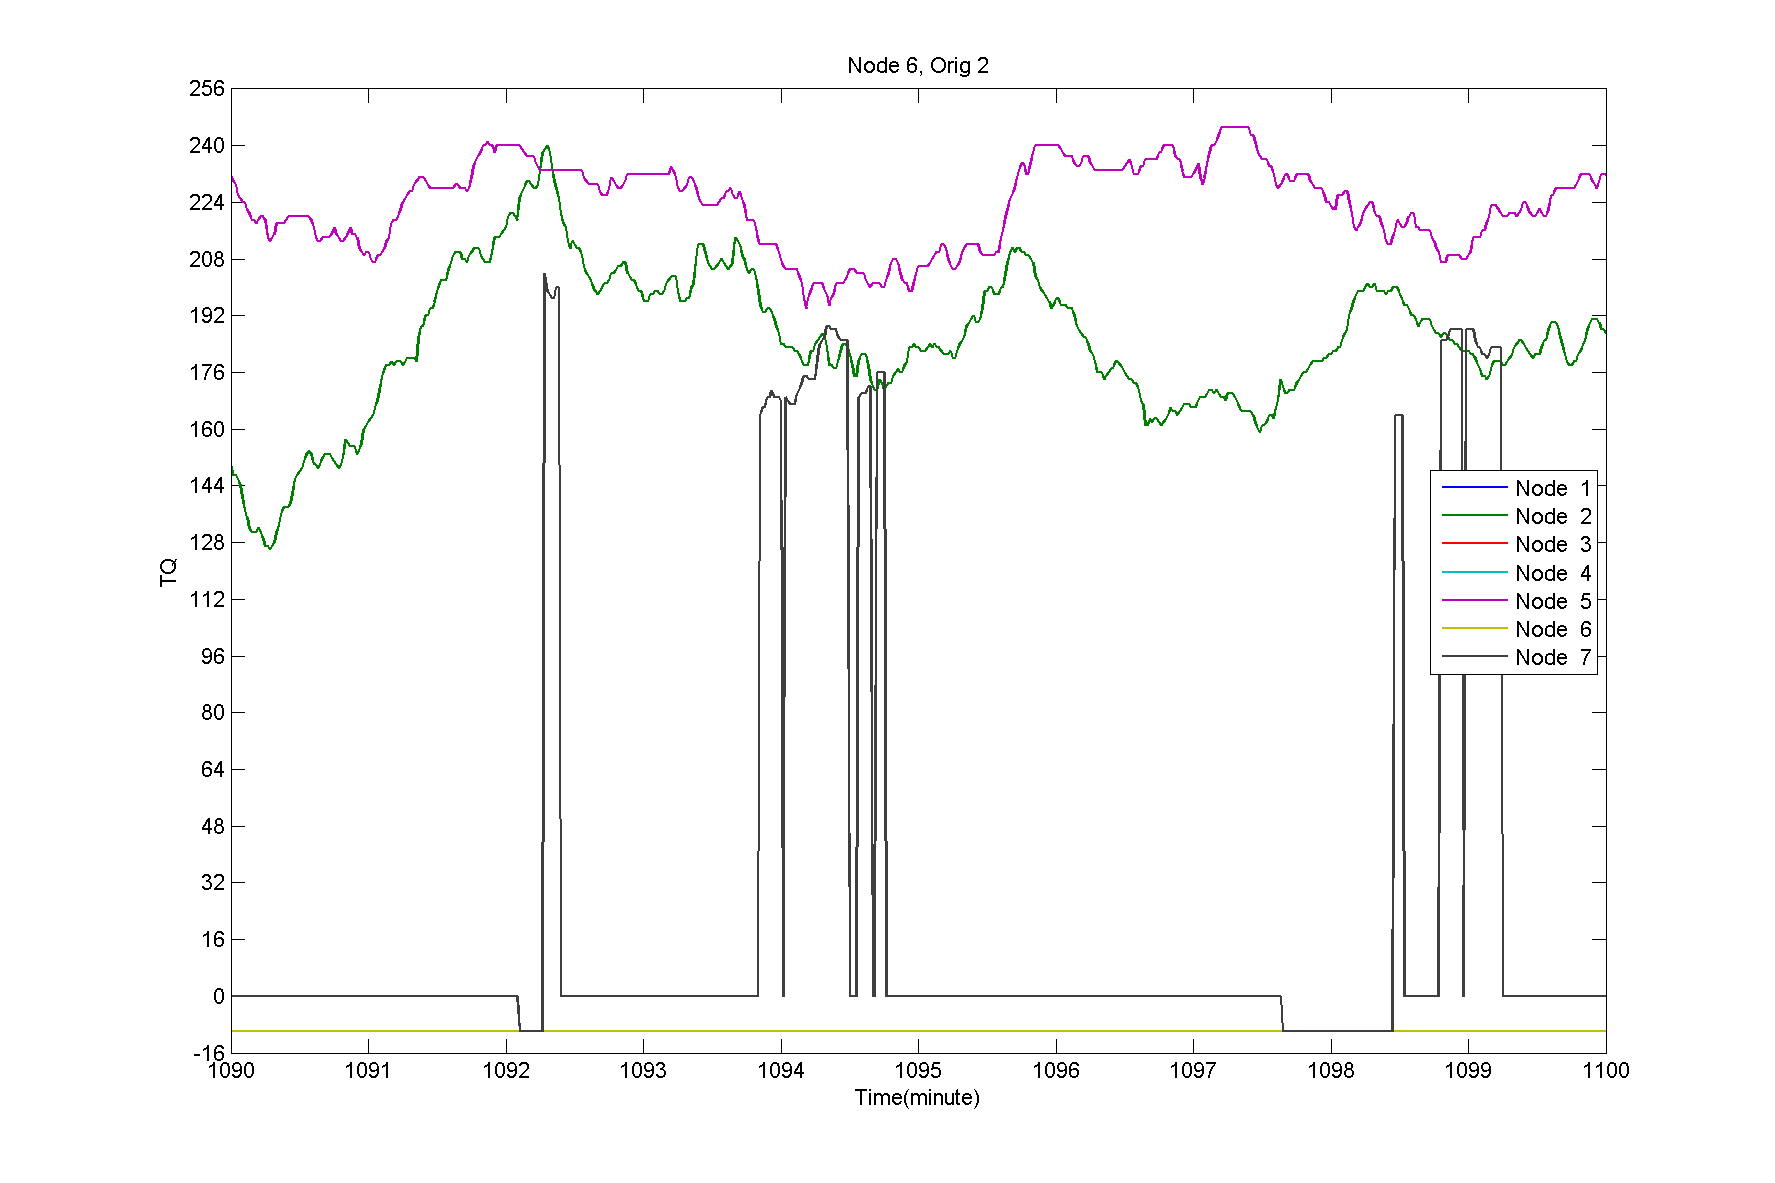 Node 6, Orig 2
256
240
224
208
192
176
160
144
128
112
96
80
64
48
32
16
0
-16
TQ
Node 1
Node 2
Node 3
Node 4
Node 5
Node 6
Node 7
1090 1091 1092 1093 1094 1095 1096 1097 1098 1099 1100
Time(minute)